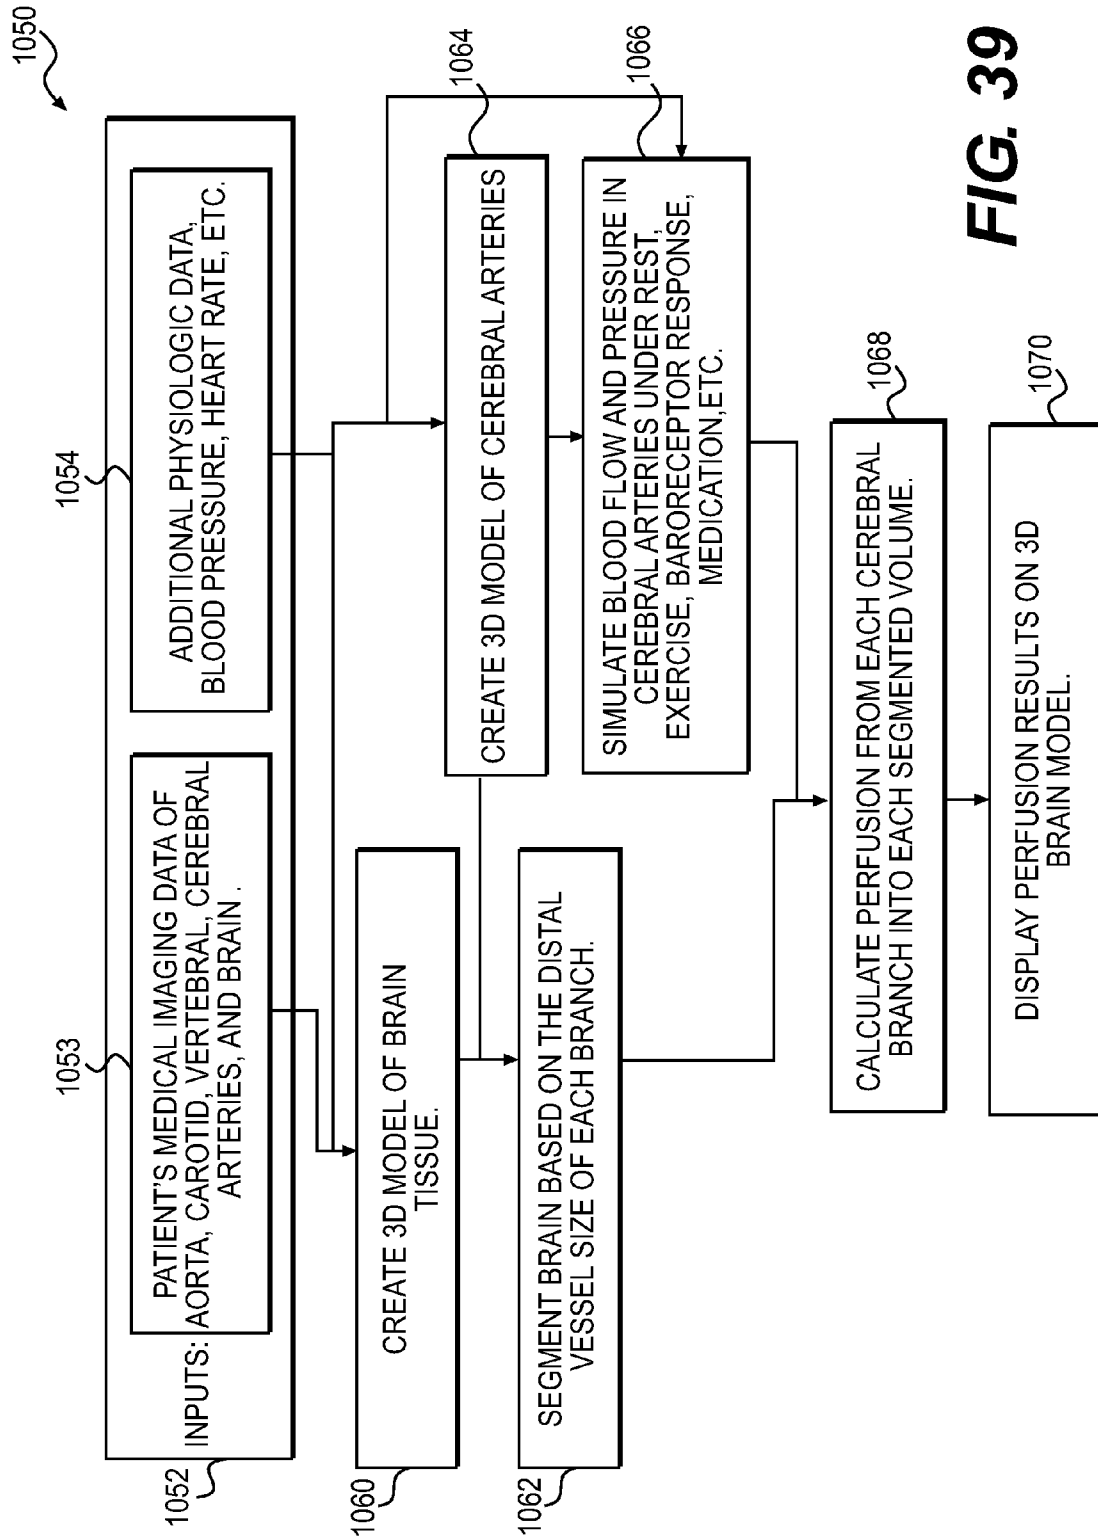 1050
1052
INPUTS:
1053
PATIENT'S MEDICAL IMAGING DATA OF
AORTA, CAROTID, VERTEBRAL, CEREBRAL
ARTERIES, AND BRAIN .
1054
ADDITIONAL PHYSIOLOGIC DATA,
BLOOD PRESSURE, HEART RATE, ETC.
1060
CREATE 3D MODEL OF BRAIN
TISSUE.
1064
CREATE 3D MODEL OF CEREBRAL ARTERIES
1062
SEGMENT BRAIN BASED ON THE DISTAL
VESSEL SIZE OF EACH BRANCH.
1066
SIMULATE BLOOD FLOW AND PRESSURE IN
CEREBRAL ARTERIES UNDER REST,
EXERCISE, BARORECEPTOR RESPONSE,
MEDICATION,ETC.
1068
CALCULATE PERFUSION FROM EACH CEREBRAL
BRANCH INTO EACH SEGMENTED VOLUME.
1070
DISPLAY PERFUSION RESULTS ON 3D
BRAIN MODEL.
FIG. 39